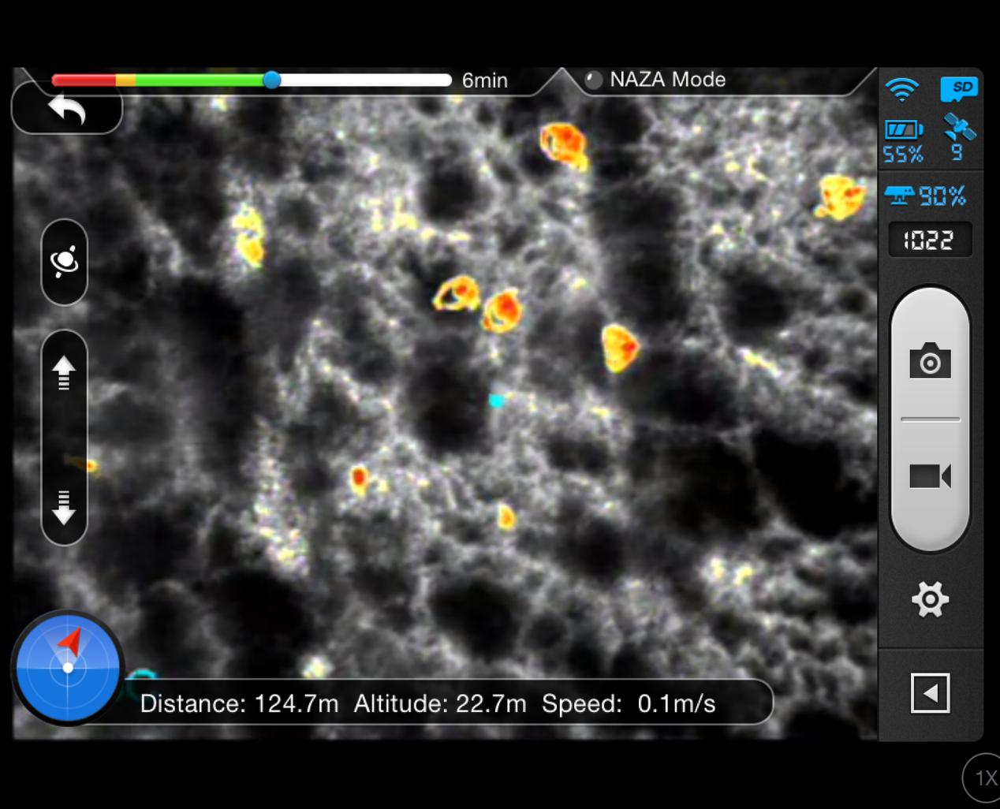 6min
NAZA Mode
SD
55%
9
90%
1022
Distance: 124.7m Altitude: 22.7m Speed: 0.1m/s
1X